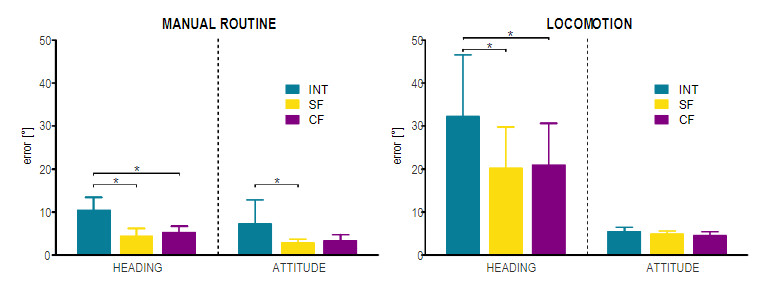 MANUAL ROUTINE
50
40
30
20
10
0
error [°]
INT
SF
CF
*
*
*
HEADING
ATTITUDE
LOCOMOTION
50
40
30
20
10
0
error [°]
INT
SF
CF
*
*
HEADING
ATTITUDE